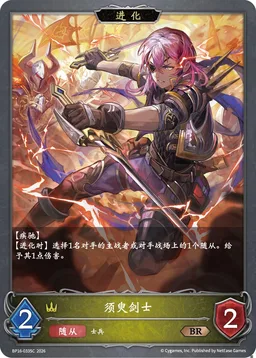 进化
【疾驰】
【进化时】选择1名对手的主战者或对手战场上的1个随从。给
予其1点伤害。
须臾剑士
2
随从
士兵
BR
2
© Cygames, Inc. Published by NetEase Games